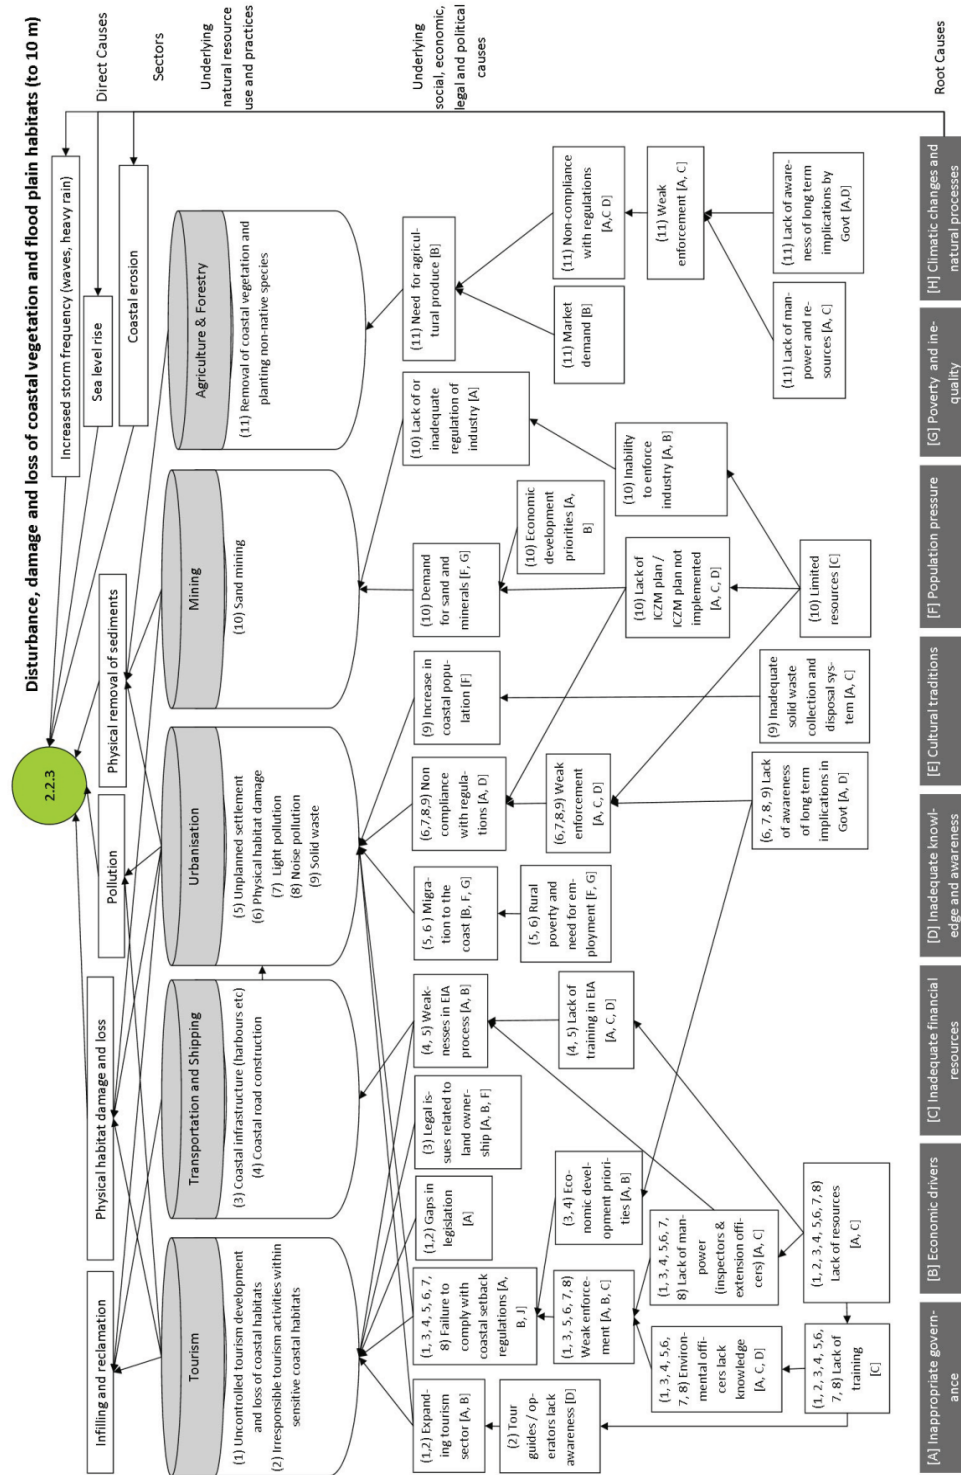 Disturbance, damage and loss of coastal vegetation and flood plain habitats (to 10 m)
2.2.3
Direct Causes
Increased storm frequency (waves, heavy rain)
Sea level rise
Coastal erosion
Physical removal of sediments
Pollution
Physical habitat damage and loss
Infilling and reclamation
Sectors
Tourism
Transportation and Shipping
Urbanisation
Mining
Agriculture & Forestry
Underlying
natural resource
use and practices
(1) Uncontrolled tourism development
and loss of coastal habitats
(2) Irresponsible tourism activities within
sensitive coastal habitats
(3) Coastal infrastructure (harbours etc)
(4) Coastal road construction
(5) Unplanned settlement
(6) Physical habitat damage
(7) Light pollution
(8) Noise pollution
(9) Solid waste
(10) Sand mining
(11) Removal of coastal vegetation and
planting non-native species
Underlying
social, economic,
legal and political
causes
(1,2) Expand-
ing tourism
sector [A, B]
(1, 3, 4, 5, 6, 7,
8) Failure to
comply with
coastal setback
regulations [A,
B, J]
(1,2) Gaps in
legislation
[A]
(3) Legal is-
sues related to
land owner-
ship [A, B, F]
(4, 5) Weak-
nesses in EIA
process [A, B]
(5, 6 ) Migra-
tion to the
coast [B, F, G]
(6,7,8,9) Non
compliance
with regula-
tions [A, D]
(9) Increase in
coastal popu-
lation [F]
(10) Demand
for sand and
minerals [F, G]
(10) Lack of or
inadequate
regulation of
industry [A]
(11) Need for agricul-
tural produce [B]
(2) Tour
guides / op-
erators lack
awareness [D]
(1, 3, 5, 6, 7, 8)
Weak enforce-
ment [A, B, C]
(3, 4) Eco-
nomic devel-
opment priori-
ties [A, B]
(4, 5) Lack of
training in EIA
[A, C, D]
(5, 6) Rural
poverty and
need for em-
ployment [F, G]
(6,7,8,9) Weak
enforcement
[A, C, D]
(10) Economic
development
priorities [A,
B]
(10) Lack of
ICZM plan /
ICZM plan not
implemented
[A, C, D]
(10) Inability
to enforce
industry [A, B]
(11) Market
demand [B]
(11) Non-compliance
with regulations
[A,C D]
(11) Weak
enforcement [A, C]
(1, 3, 4, 5,6,
7, 8) Environ-
mental offi-
cers lack
knowledge
[A, C, D]
(1, 3, 4, 5,6, 7,
8) Lack of man-
power
(inspectors &
extension offi-
cers) [A, C]
(6, 7, 8, 9) Lack
of awareness
of long term
implications in
Govt [A, D]
(9) Inadequate
solid waste
collection and
disposal sys-
tem [A, C]
(10) Limited
resources [C]
(11) Lack of man-
power and re-
sources [A, C]
(11) Lack of aware-
ness of long term
implications by
Govt [A,D]
(1, 2, 3, 4, 5,6,
7, 8) Lack of
training
[C]
(1, 2, 3, 4, 5,6, 7, 8)
Lack of resources
[A, C]
Root Causes
[A] Inappropriate govern-
ance
[B] Economic drivers
[C] Inadequate financial
resources
[D] Inadequate knowl-
edge and awareness
[E] Cultural traditions
[F] Population pressure
[G] Poverty and ine-
quality
[H] Climatic changes and
natural processes